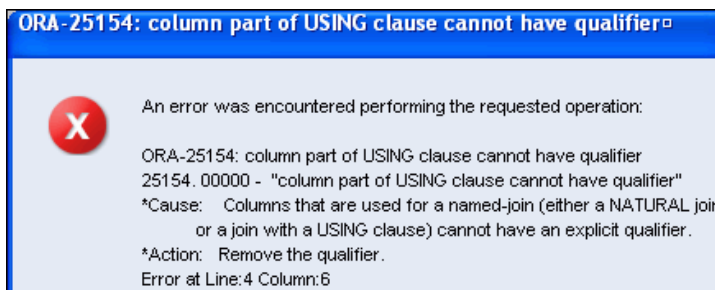 ORA-25154: column part of USING clause cannot have qualifier
An error was encountered performing the requested operation:
ORA-25154: column part of USING clause cannot have qualifier
25154. 00000 - "column part of USING clause cannot have qualifier"
*Cause: Columns that are used for a named-join (either a NATURAL join
or a join with a USING clause) cannot have an explicit qualifier.
*Action: Remove the qualifier.
Error at Line:4 Column:6